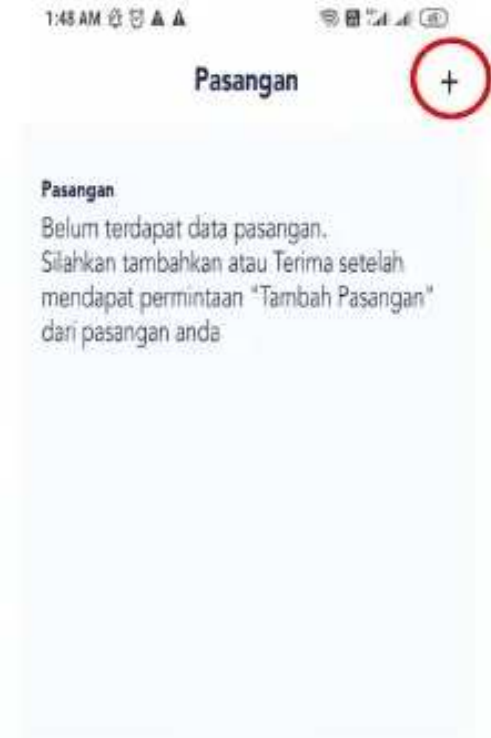 1:48 AM
Pasangan
+
Pasangan
Belum terdapat data pasangan.
Silahkan tambahkan atau Terima setelah
mendapat permintaan "Tambah Pasangan"
dari pasangan anda